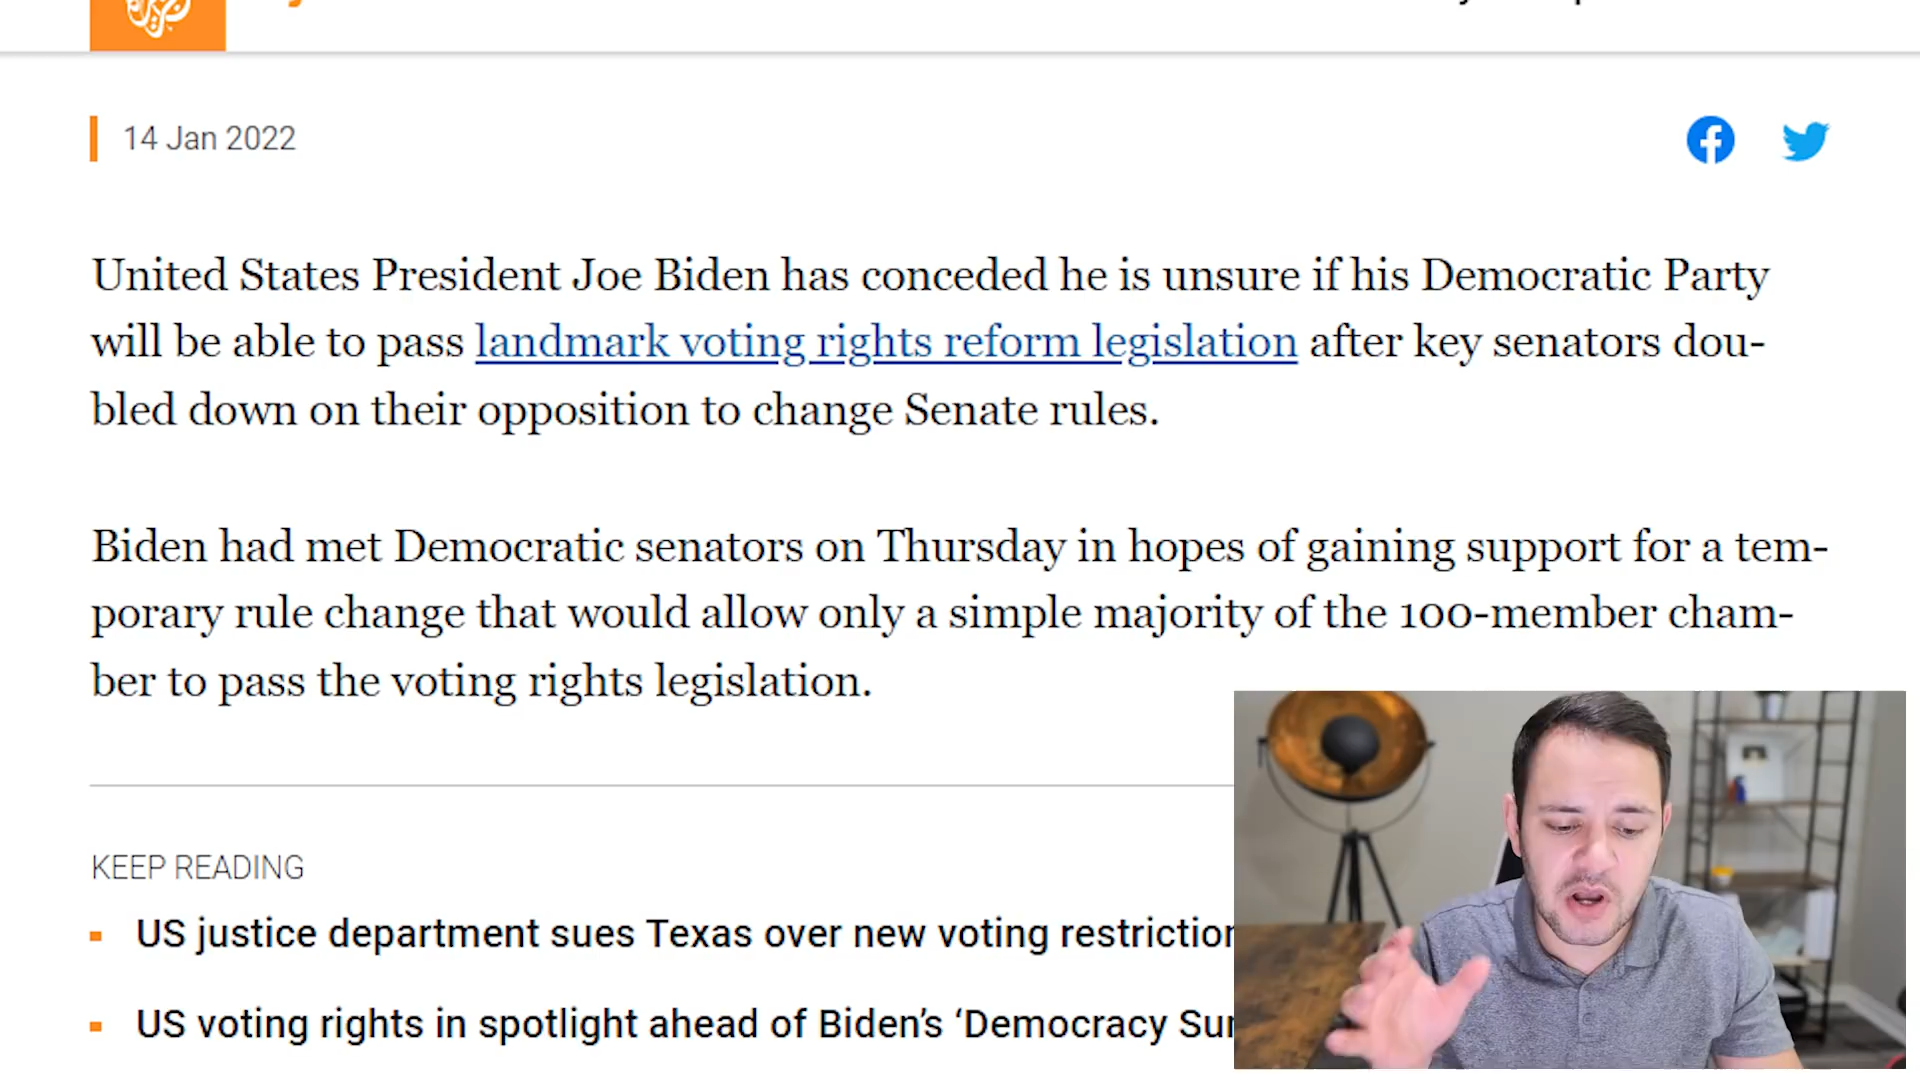 14 Jan 2022
United States President Joe Biden has conceded he is unsure if his Democratic Party
will be able to pass landmark voting rights reform legislation after key senators dou-
bled down on their opposition to change Senate rules.
Biden had met Democratic senators on Thursday in hopes of gaining support for a tem-
porary rule change that would allow only a simple majority of the 100-member cham-
ber to pass the voting rights legislation.
KEEP READING
US justice department sues Texas over new voting
US voting rights in spotlight ahead of Biden’s ‘Democracy